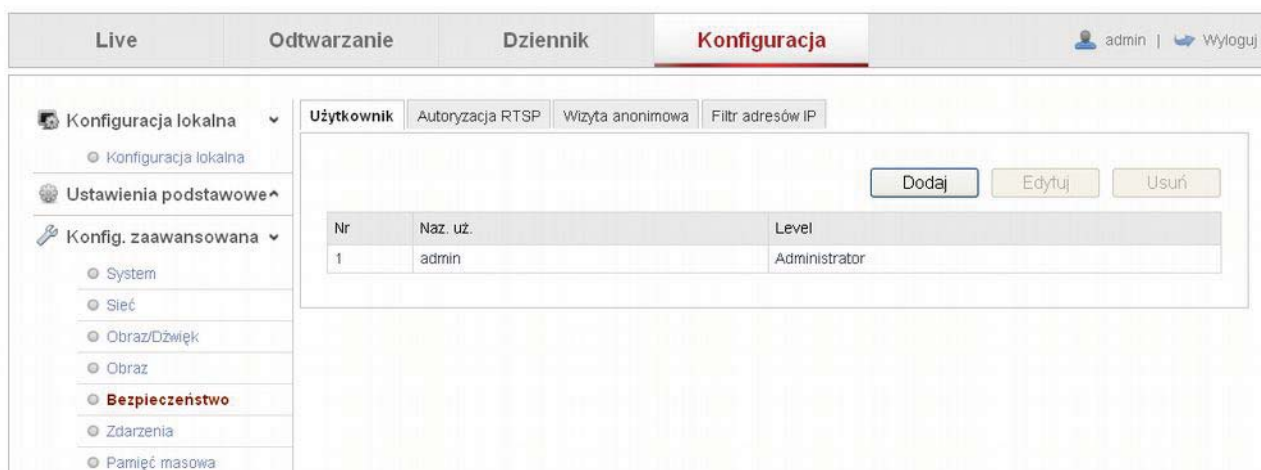 Live Odtwarzanie Dziennik Konfiguracja admin | Wyloguj
Konfiguracja lokalna
Konfiguracja lokalna
Ustawienia podstawowe
Konfig. zaawansowana
System
Sieć
Obraz/Dźwięk
Obraz
Bezpieczeństwo
Zdarzenia
Pamięć masowa
Użytkownik Autoryzacja RTSP Wizyta anonimowa Filtr adresów IP
Dodaj Edytuj Usuń
Nr Naz. uż. Level
1 admin Administrator